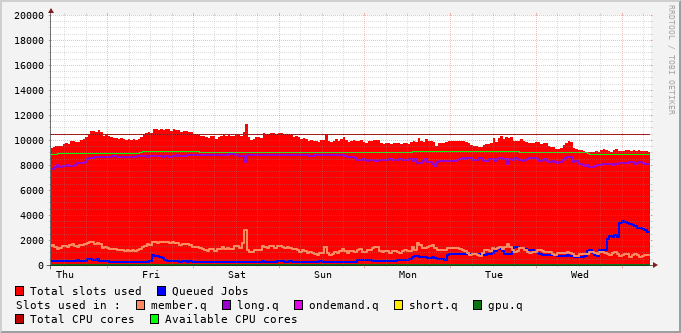 20000
18000
16000
14000
12000
10000
8000
6000
4000
2000
0
Thu Fri Sat Sun Mon Tue Wed
RRDTOOL / TOBI OETIKER
Total slots used Queued Jobs
Slots used in : member.q long.q ondemand.q short.q gpu.q
Total CPU cores Available CPU cores